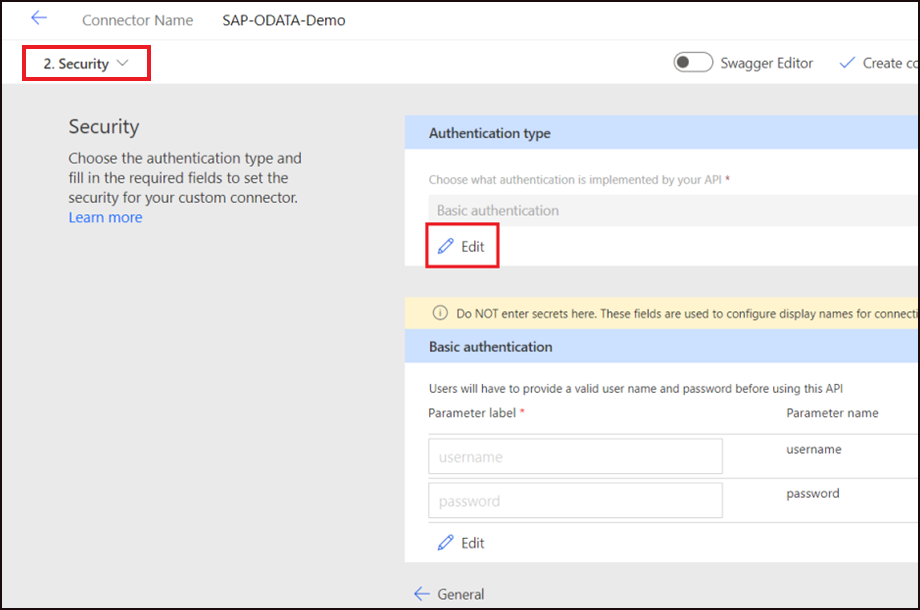 Connector Name SAP-ODATA-Demo
2. Security
Swagger Editor
Create co
Security
Choose the authentication type and
fill in the required fields to set the
security for your custom connector.
Learn more
Authentication type
Choose what authentication is implemented by your API *
Basic authentication
Edit
Do NOT enter secrets here. These fields are used to configure display names for connecti
Basic authentication
Users will have to provide a valid user name and password before using this API
Parameter label * Parameter name
username username
password password
Edit
General